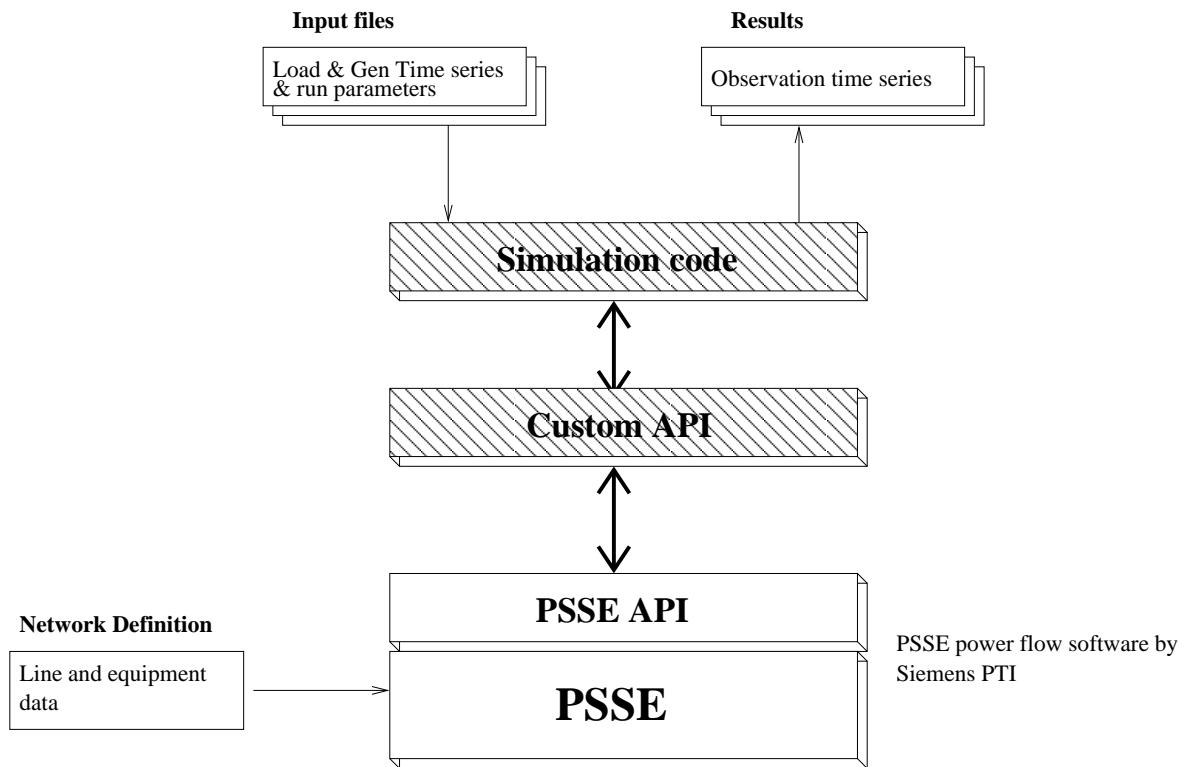 Input files
Results
Load & Gen Time series
& run parameters
Observation time series
Simulation code
Custom API
PSSE API
Network Definition
Line and equipment
data
PSSE
PSSE power flow software by
Siemens PTI